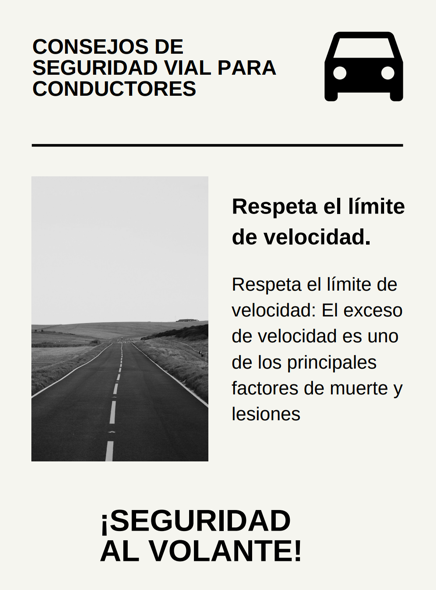 CONSEJOS DE
SEGURIDAD VIAL PARA
CONDUCTORES
Respeta el límite
de velocidad.
Respeta el límite de
velocidad: El exceso
de velocidad es uno
de los principales
factores de muerte y
lesiones
¡SEGURIDAD
AL VOLANTE!